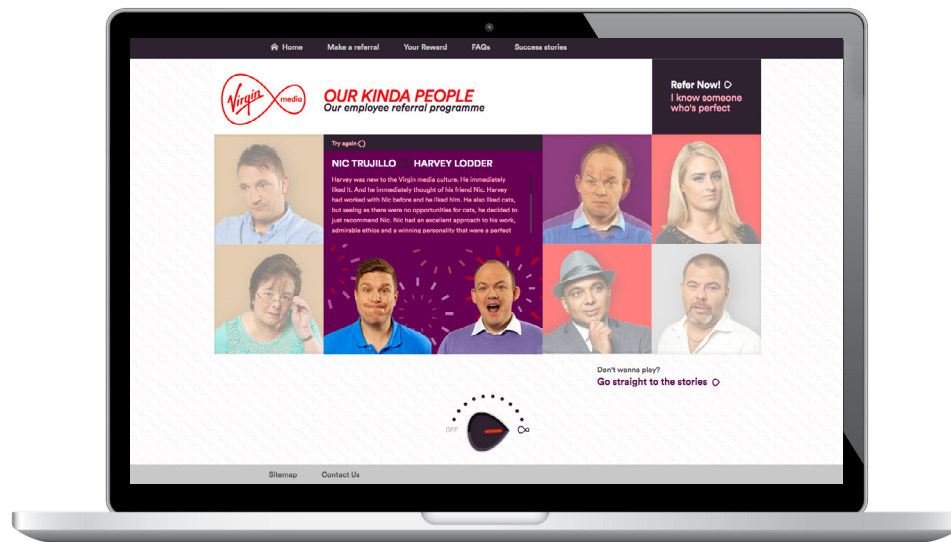 Home Make a referral Your Reward FAQs Success stories
Virgin media
OUR KINDA PEOPLE
Our employee referral programme
Refer Now!
I know someone
who's perfect
Try again
NIC TRUJILLO HARVEY LODDER
Harvey was new to the Virgin media culture. He immediately
liked it. And he immediately thought of his friend Nic. Harvey
had worked with Nic before and he liked him. He also liked cats,
but seeing as there were no opportunities for cats, he decided to
just recommend Nic. Nic had an excellent approach to his work,
admirable ethics and a winning personality that were a perfect
Don't wanna play?
Go straight to the stories
OFF
Sitemap Contact Us